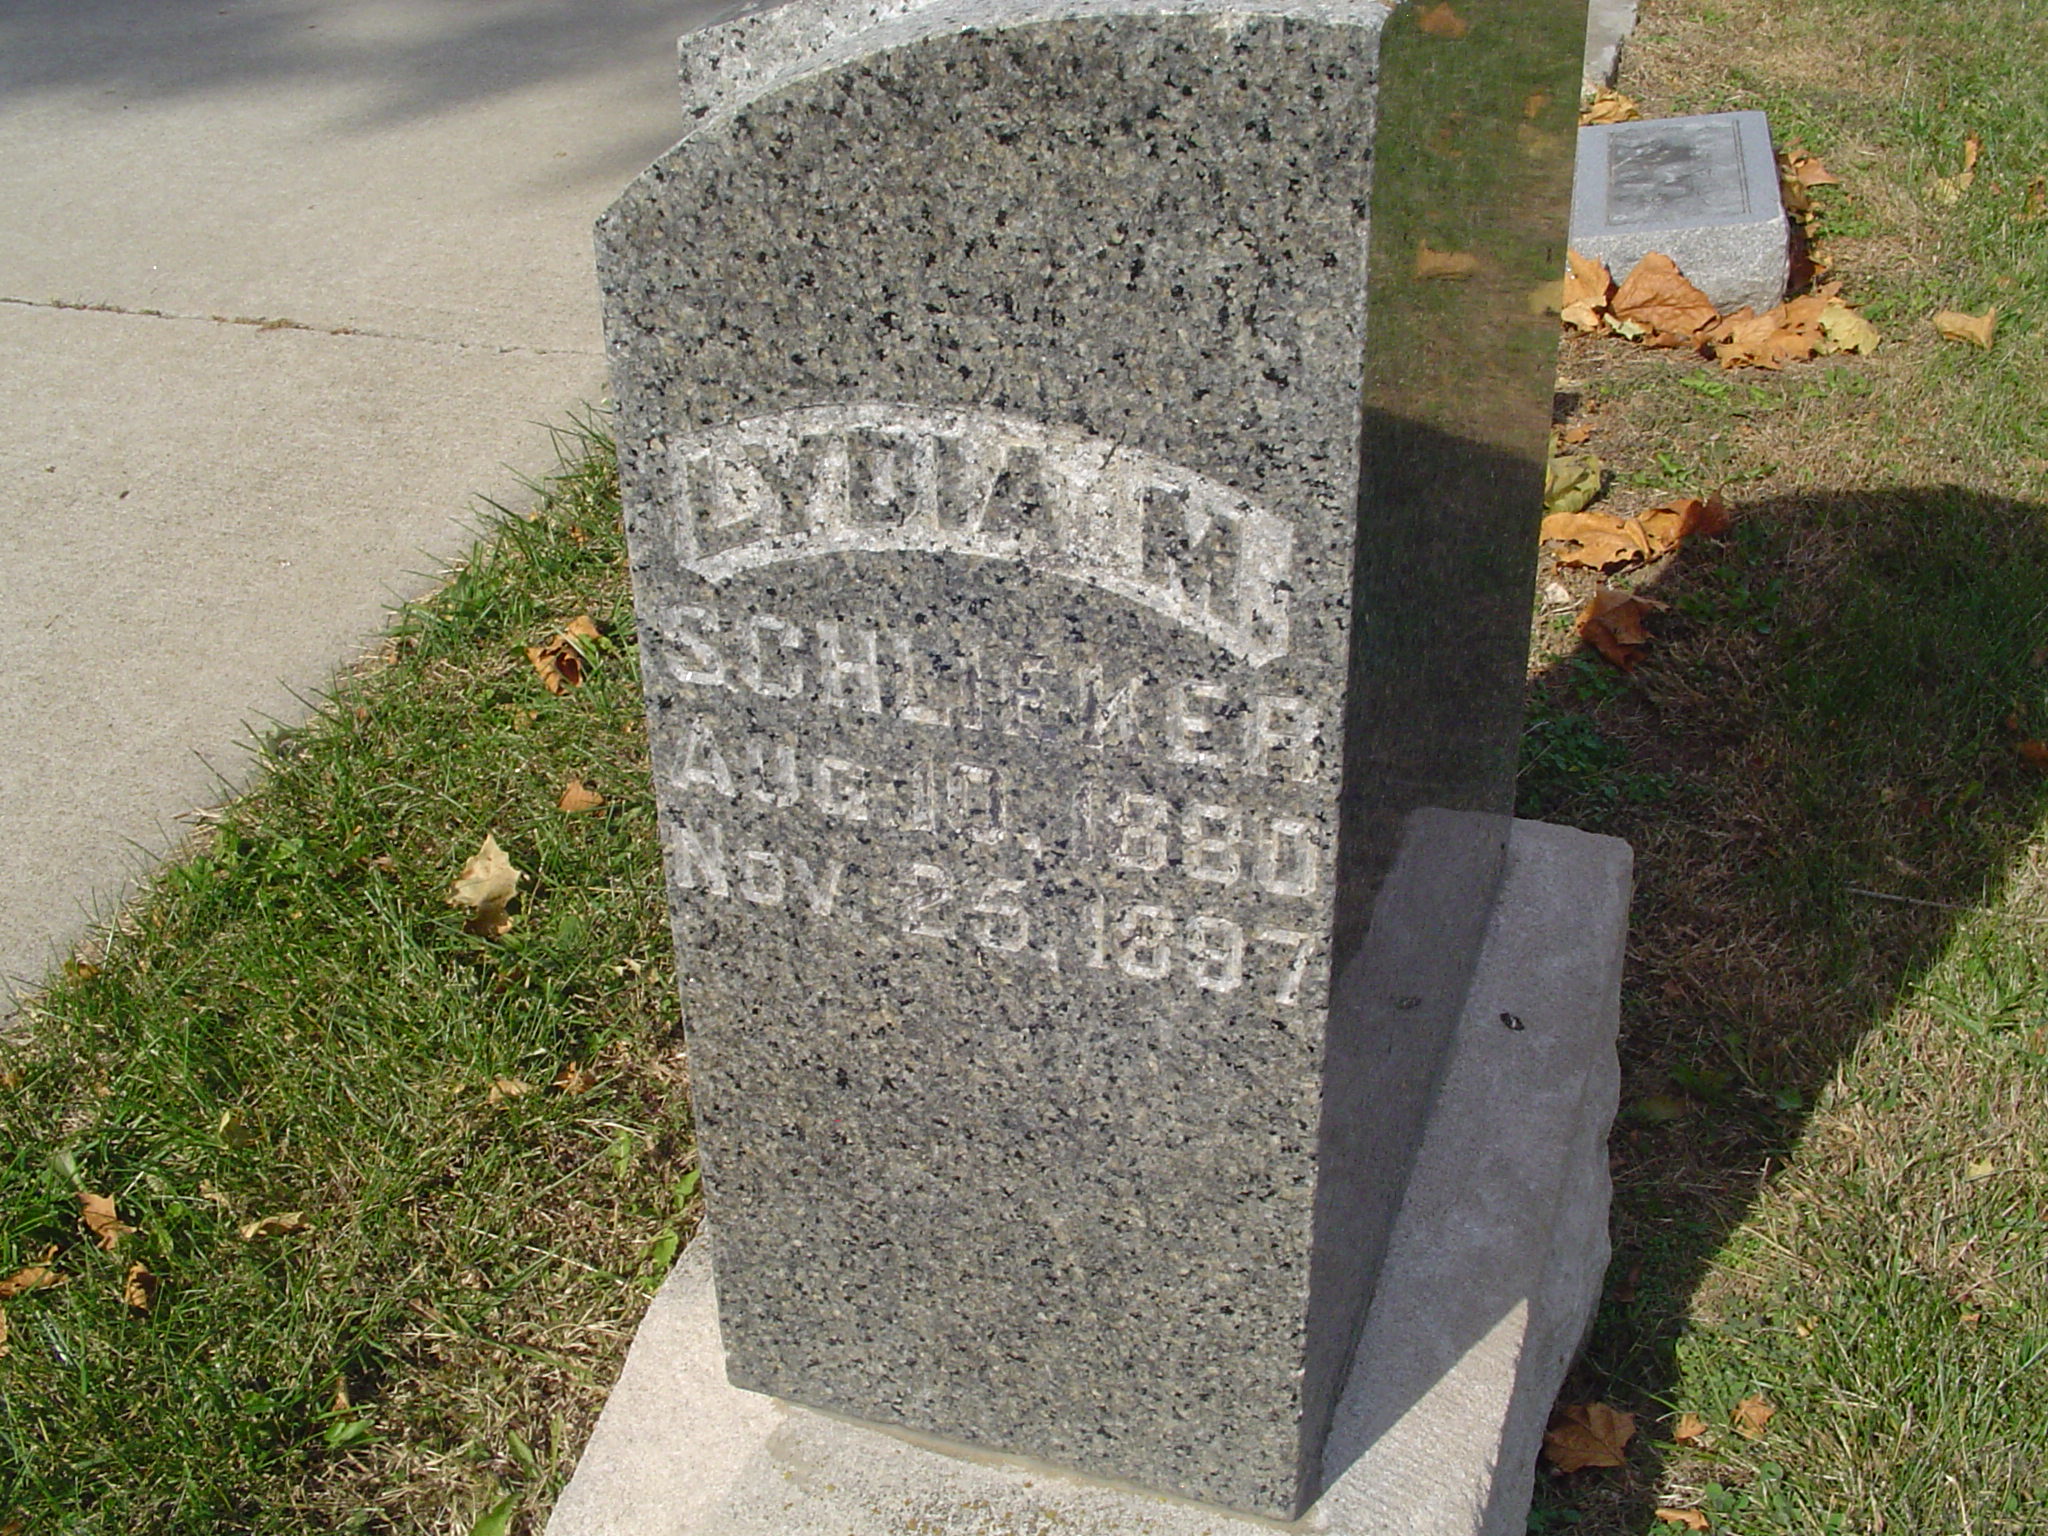 LYDIA M.
SCHLIEKER
AUG. 10, 1880
NOV. 25, 1897